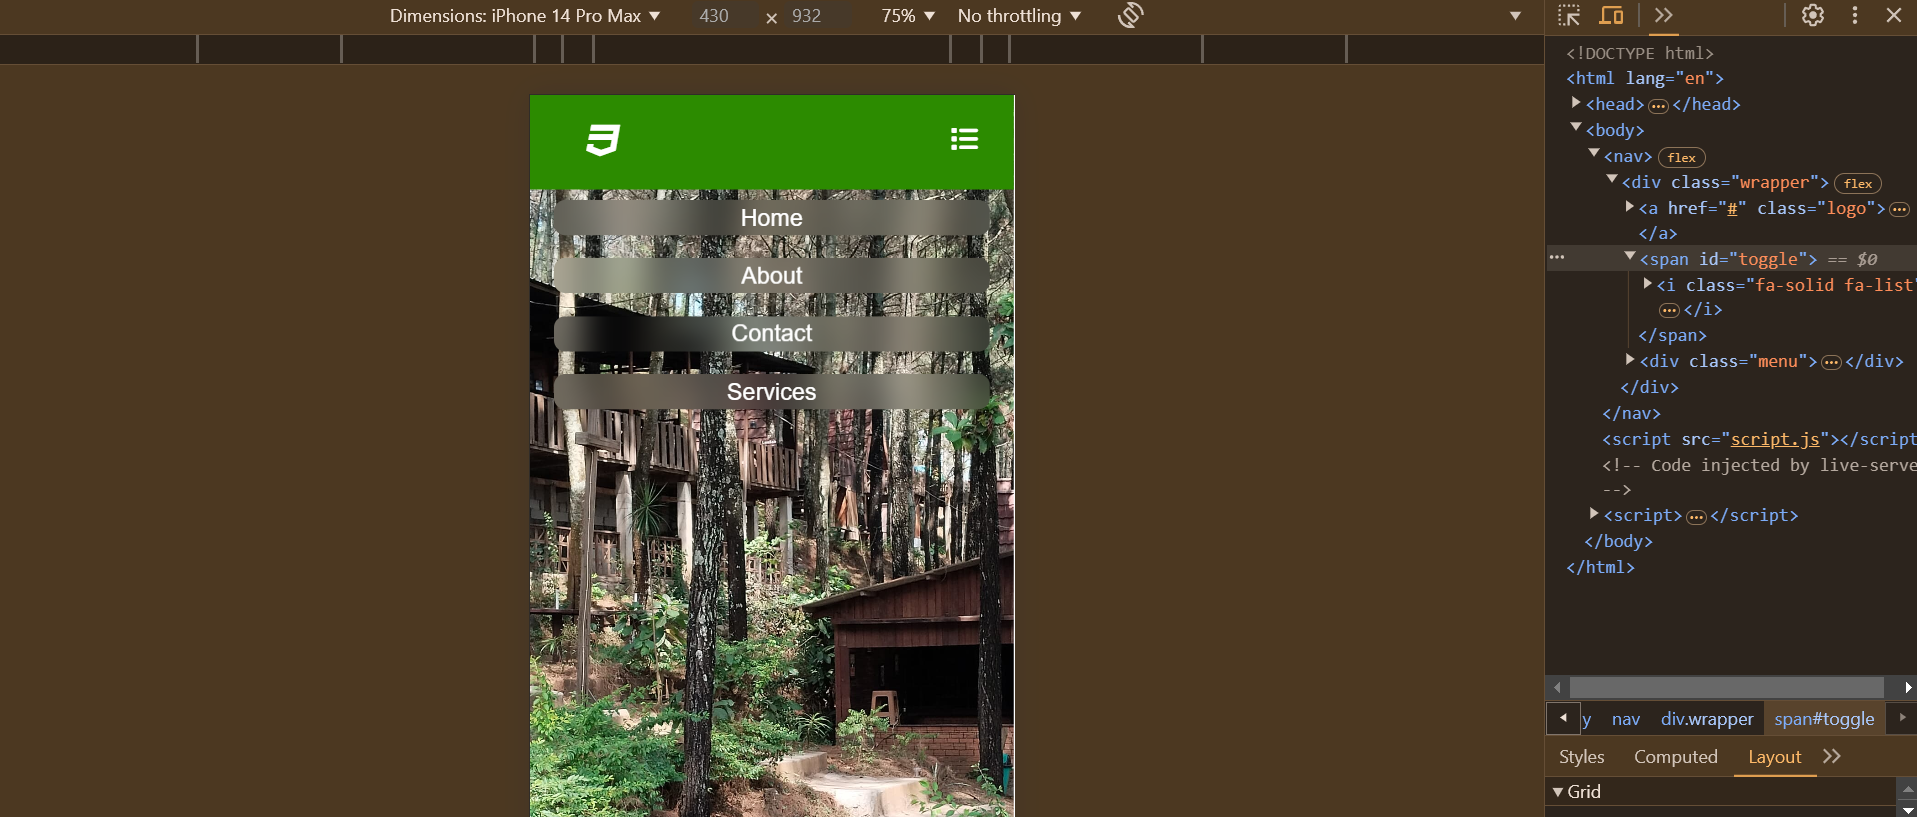 Dimensions: iPhone 14 Pro Max ▼ 430 × 932 75% ▼ No throttling ▼
<!DOCTYPE html>
<html lang="en">
<head>…</head>
<body>
<nav> flex
<div class="wrapper"> flex
<a href="#" class="logo">…
</a>
<span id="toggle"> == $0
<i class="fa-solid fa-list"
…</i>
</span>
<div class="menu">…</div>
</div>
</nav>
<script src="script.js"></script
<!-- Code injected by live-serve
-->
<script>…</script>
</body>
</html>
y nav div.wrapper span#toggle
Styles Computed Layout
Grid
Home
About
Contact
Services